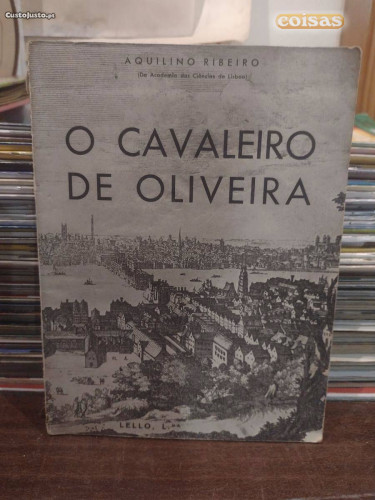 CustoJusto.pt
coisas
AQUILINO RIBEIRO
(Da Academia das Ciências de Lisboa)
O CAVALEIRO
DE OLIVEIRA
LELLO, L.da